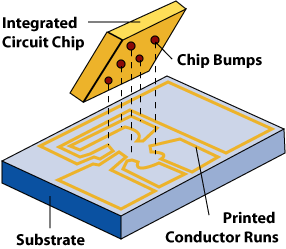 Integrated
Circuit Chip
Chip Bumps
Printed
Conductor Runs
Substrate